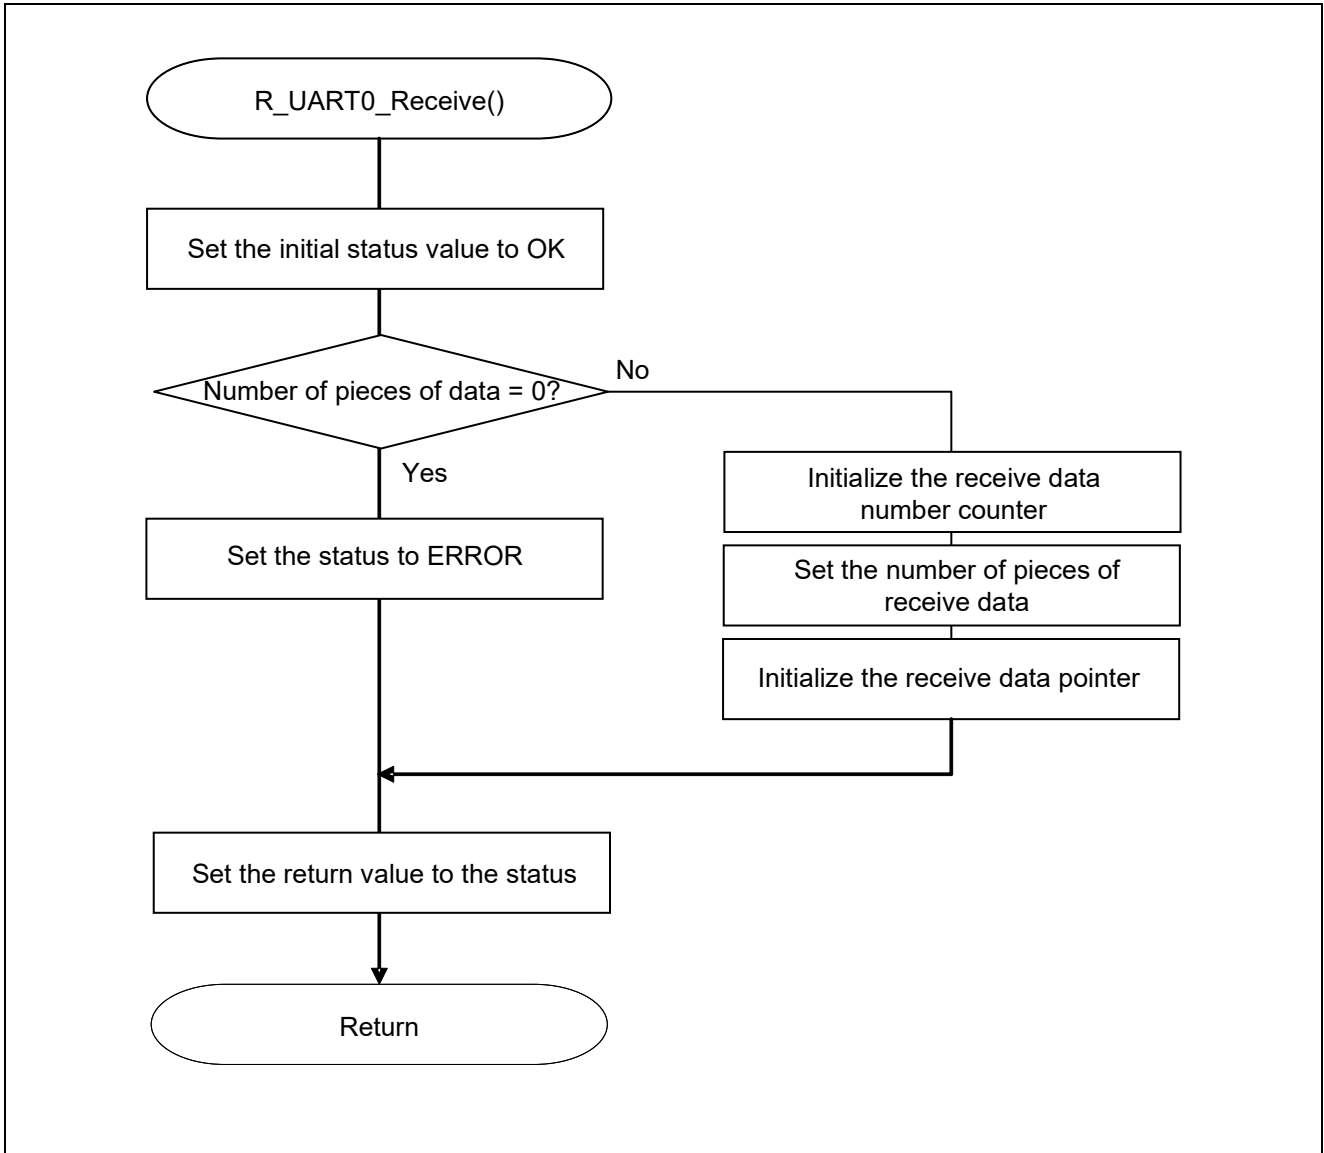 R_UART0_Receive()
Set the initial status value to OK
Number of pieces of data = 0?
No
Yes
Initialize the receive data
number counter
Set the status to ERROR
Set the number of pieces of
receive data
Initialize the receive data pointer
Set the return value to the status
Return